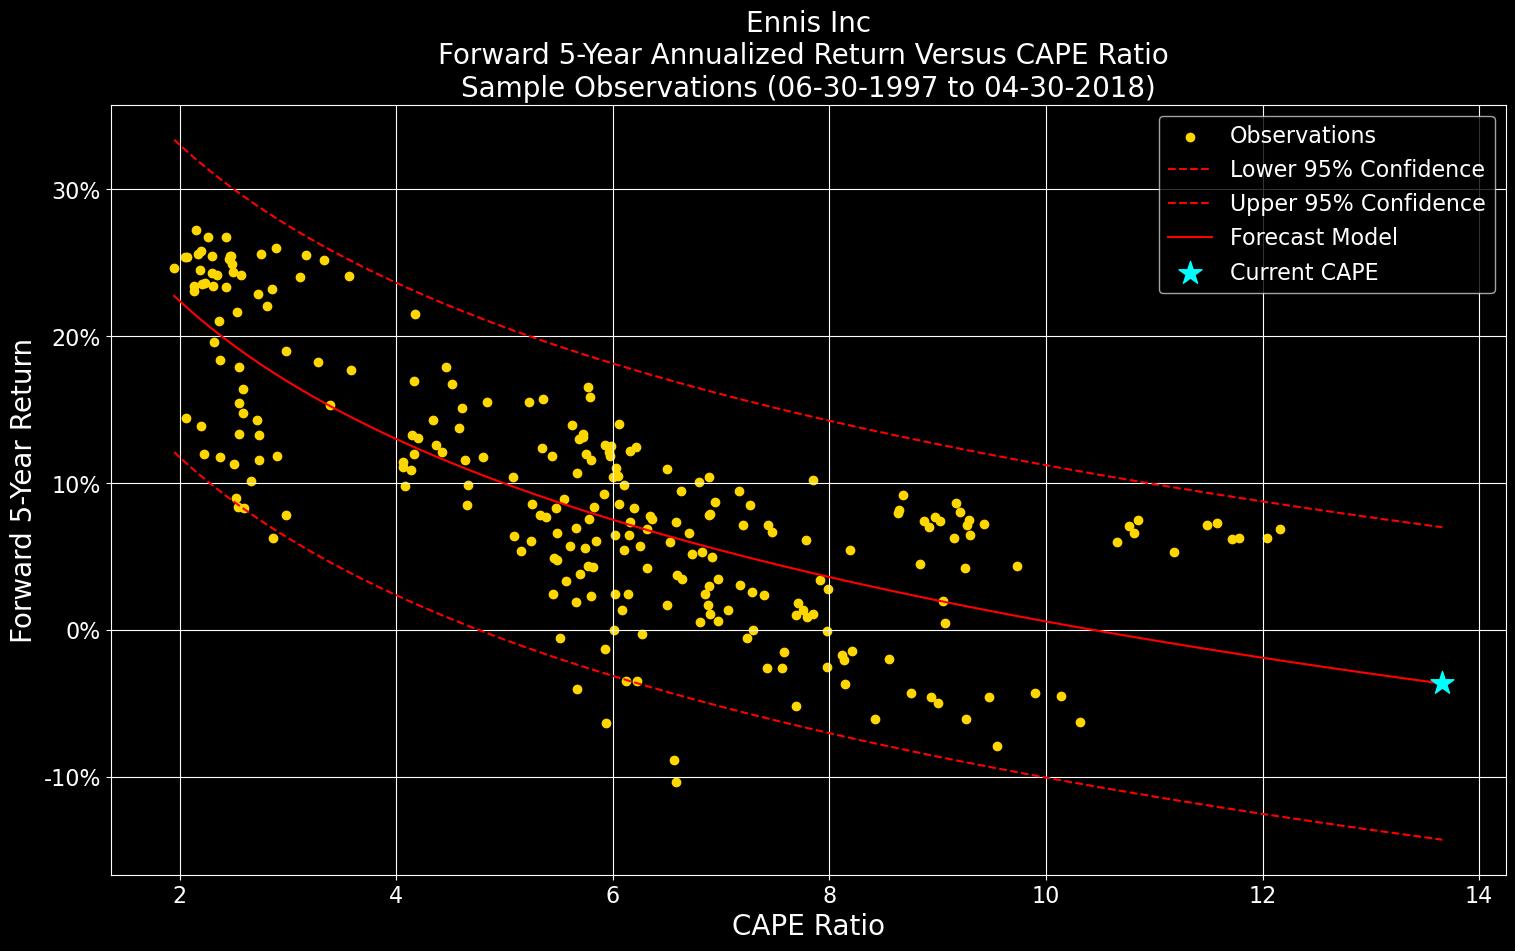 Ennis Inc
Forward 5-Year Annualized Return Versus CAPE Ratio
Sample Observations (06-30-1997 to 04-30-2018)
Observations
Lower 95% Confidence
Upper 95% Confidence
Forecast Model
Current CAPE
Forward 5-Year Return
30%
20%
10%
0%
-10%
2 4 6 8 10 12 14
CAPE Ratio